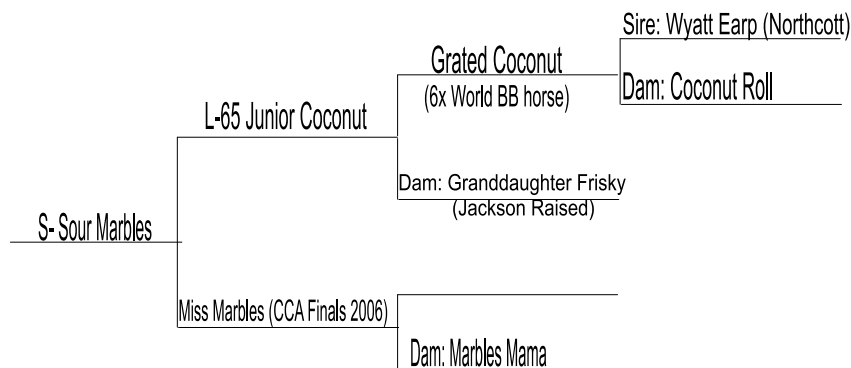 Sire: Wyatt Earp (Northcott)
Grated Coconut
(6x World BB horse)
Dam: Coconut Roll
L-65 Junior Coconut
Dam: Granddaughter Frisky
(Jackson Raised)
S- Sour Marbles
Miss Marbles (CCA Finals 2006)
Dam: Marbles Mama